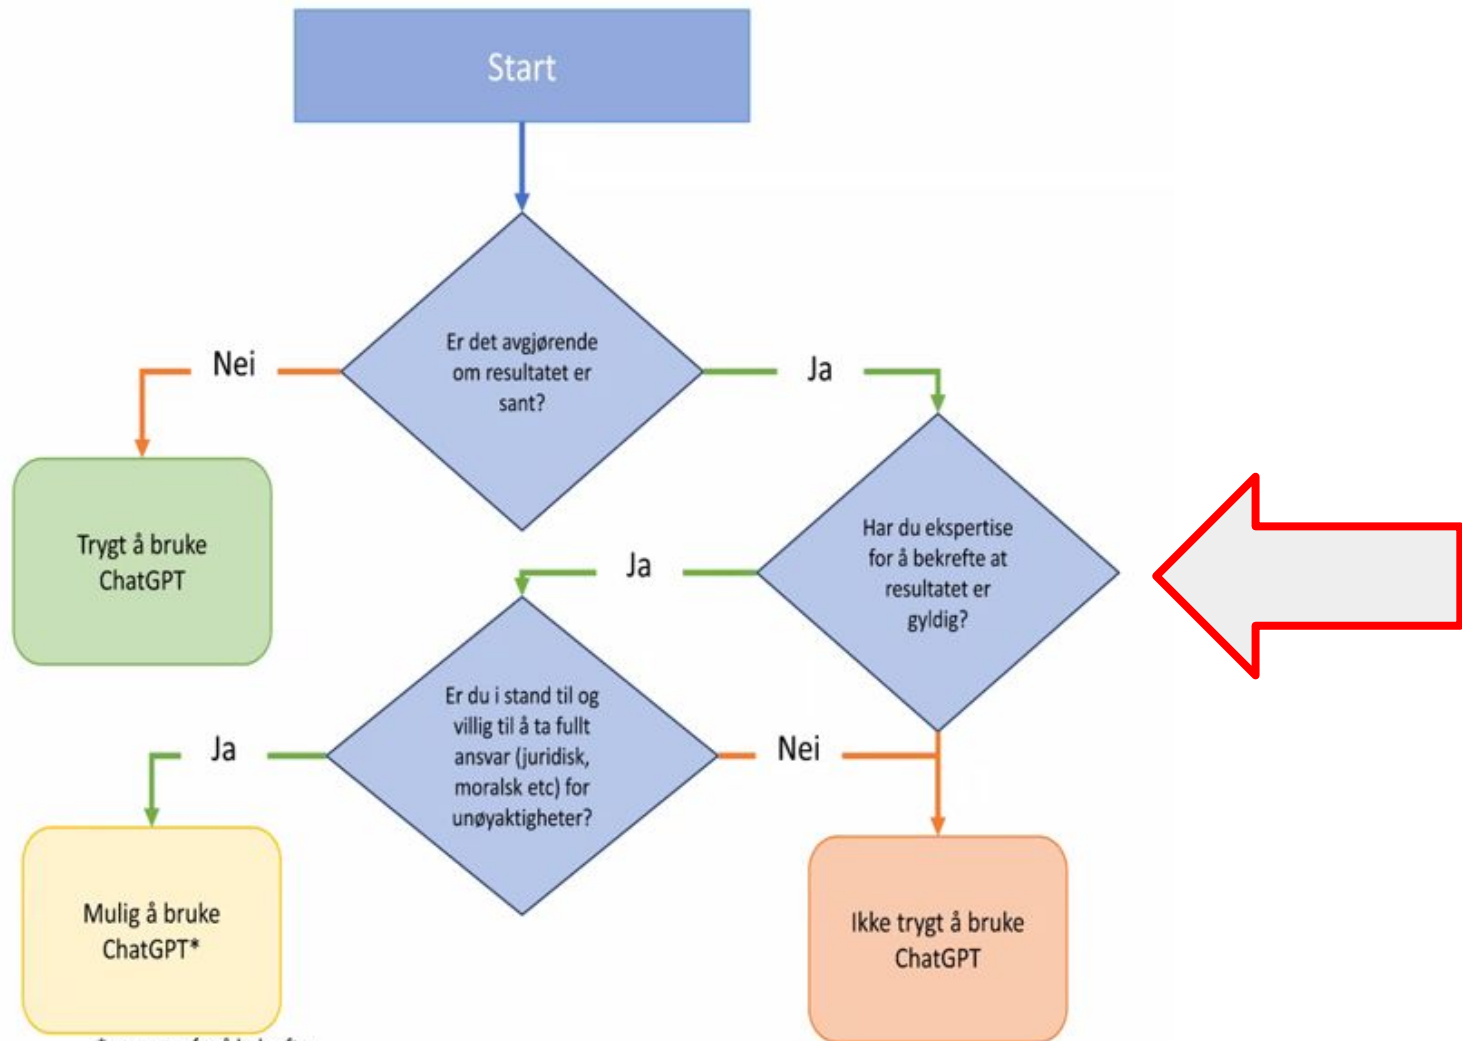 Start
Er det avgjørende
om resultatet er
sant?
Nei
Ja
Trygt å bruke
ChatGPT
Har du ekspertise
for å bekrefte at
resultatet er
gyldig?
Ja
Er du i stand til og
villig til å ta fullt
ansvar (juridisk,
moralsk etc) for
unøyaktigheter?
Ja
Nei
Mulig å bruke
ChatGPT*
Ikke trygt å bruke
ChatGPT